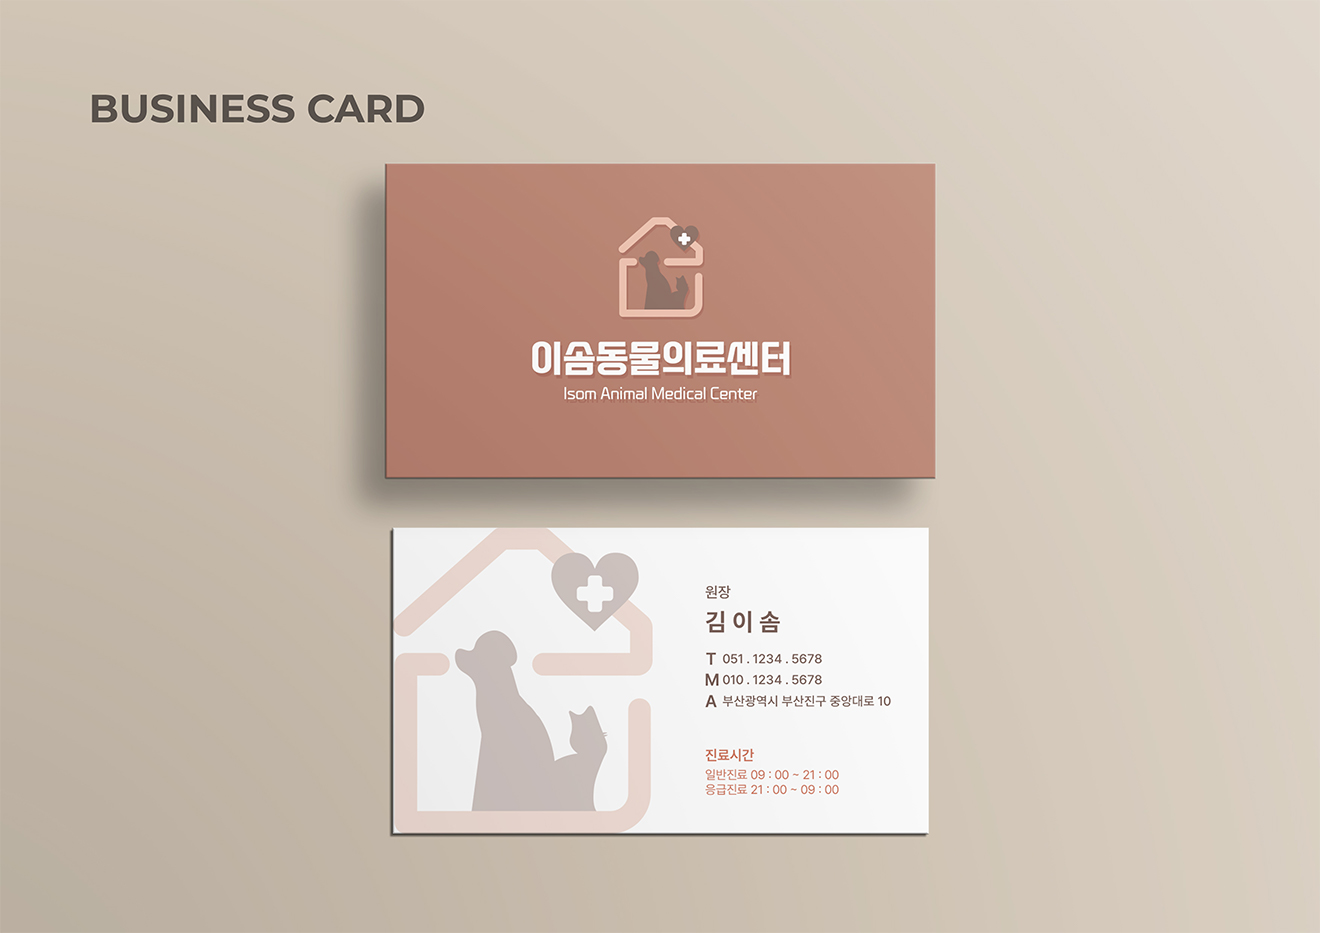 BUSINESS CARD
이솜동물의료센터
Isom Animal Medical Center
원장
김 이 솜
T 051 . 1234 . 5678
M 010 . 1234 . 5678
A 부산광역시 부산진구 중앙대로 10
진료시간
일반진료 09 : 00 ~ 21 : 00
응급진료 21 : 00 ~ 09 : 00